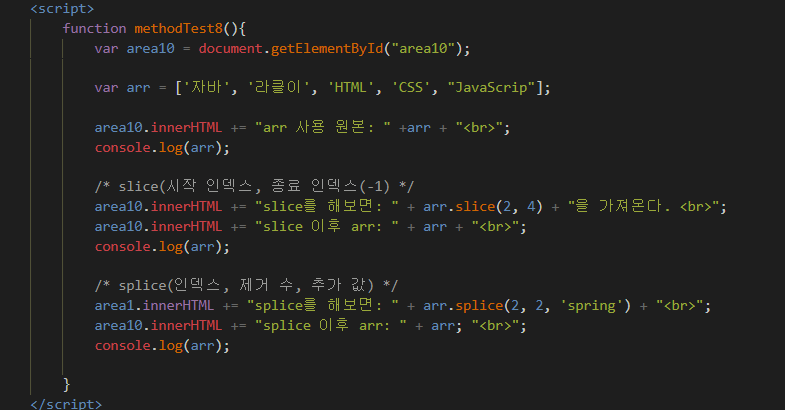 <script>
function methodTest8(){
var area10 = document.getElementById("area10");
var arr = ['자바', '라클이', 'HTML', 'CSS', "JavaScrip"];
area10.innerHTML += "arr 사용 원본: " +arr + "<br>";
console.log(arr);
/* slice(시작 인덱스, 종료 인덱스(-1) */
area10.innerHTML += "slice를 해보면: " + arr.slice(2, 4) + "을 가져온다. <br>";
area10.innerHTML += "slice 이후 arr: " + arr + "<br>";
console.log(arr);
/* splice(인덱스, 제거 수, 추가 값) */
area1.innerHTML += "splice를 해보면: " + arr.splice(2, 2, 'spring') + "<br>";
area10.innerHTML += "splice 이후 arr: " + arr; "<br>";
console.log(arr);
}
</script>